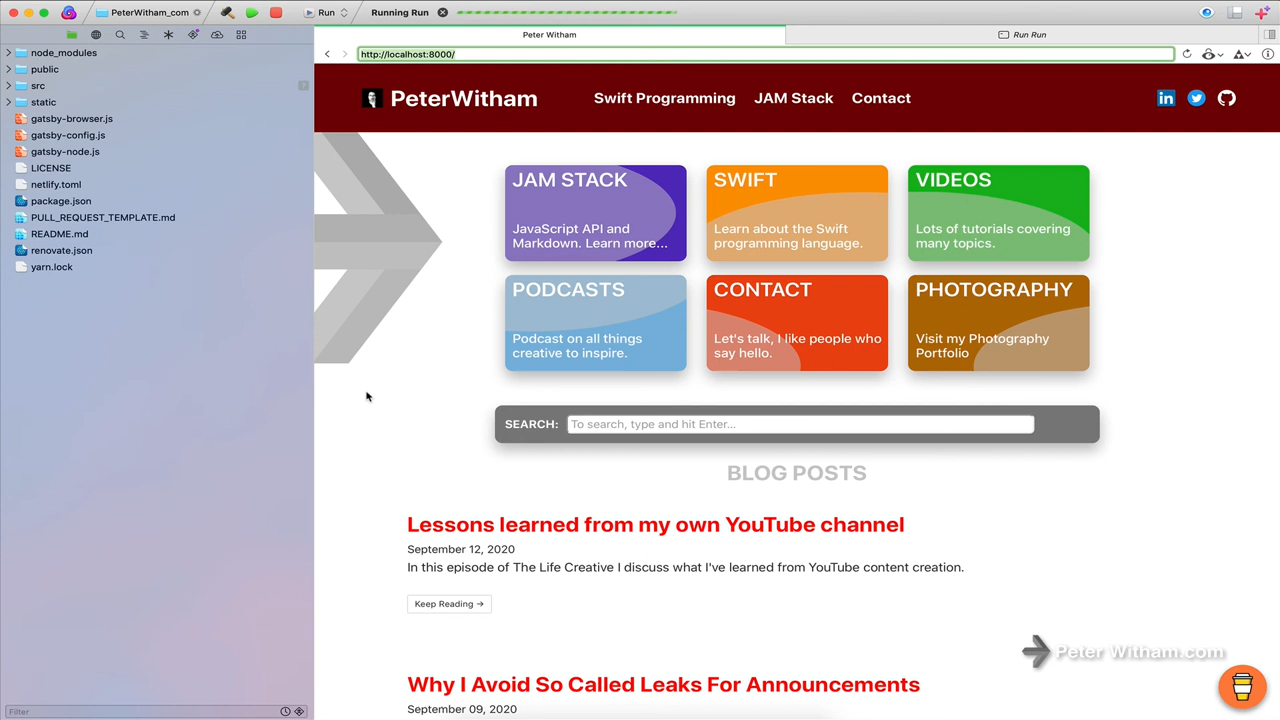 PeterWitham_com
Run
Running Run
Peter Witham
Run Run
http://localhost:8000/
node_modules
public
src
?
static
gatsby-browser.js
gatsby-config.js
gatsby-node.js
LICENSE
netlify.toml
package.json
PULL_REQUEST_TEMPLATE.md
README.md
renovate.json
yarn.lock
Filter
PeterWitham
Swift Programming
JAM Stack
Contact
in
JAM STACK
JavaScript API and
Markdown. Learn more...
SWIFT
Learn about the Swift
programming language.
VIDEOS
Lots of tutorials covering
many topics.
PODCASTS
Podcast on all things
creative to inspire.
CONTACT
Let's talk, I like people who
say hello.
PHOTOGRAPHY
Visit my Photography
Portfolio
SEARCH:
To search, type and hit Enter...
BLOG POSTS
Lessons learned from my own YouTube channel
September 12, 2020
In this episode of The Life Creative I discuss what I've learned from YouTube content creation.
Keep Reading →
Why I Avoid So Called Leaks For Announcements
September 09, 2020
Peter Witham.com